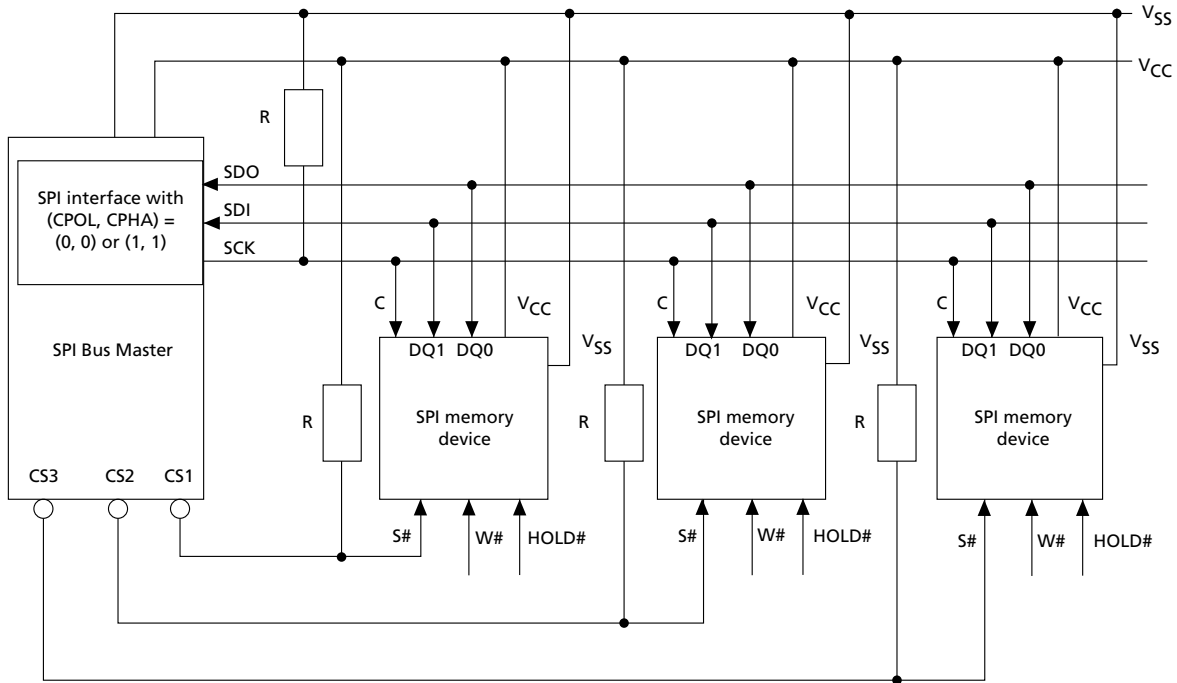 VSS
VCC
R
SDO
SPI interface with
(CPOL, CPHA) =
(0, 0) or (1, 1)
SDI
SCK
SPI Bus Master
C
VCC
C
VCC
C
VCC
DQ1 DQ0
VSS
DQ1 DQ0
VSS
DQ1 DQ0
VSS
R
SPI memory
device
R
SPI memory
device
R
SPI memory
device
CS3 CS2 CS1
S#
W#
HOLD#
S#
W#
HOLD#
S#
W#
HOLD#